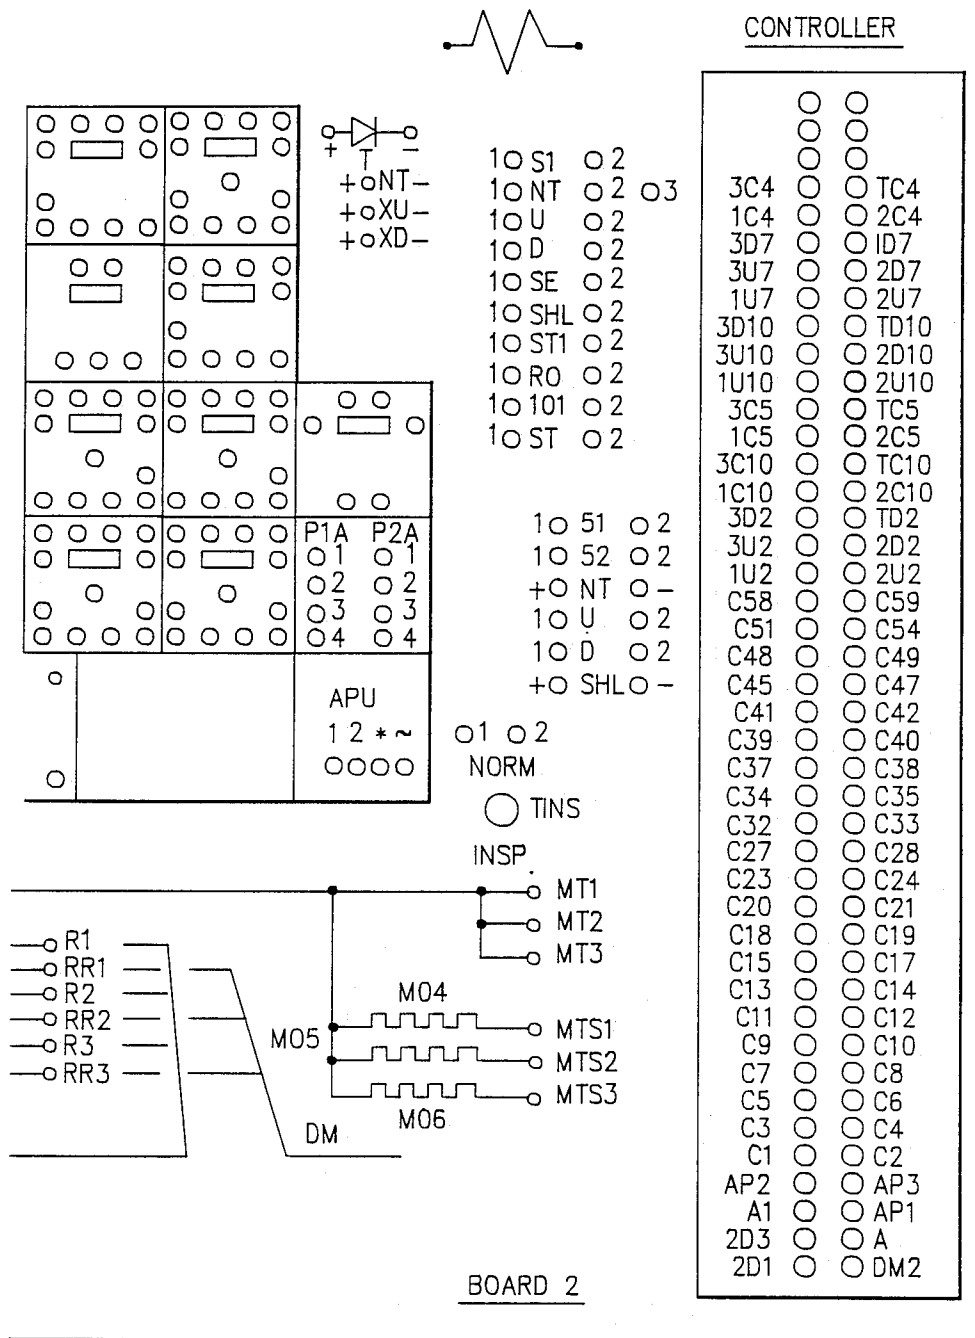 CONTROLLER
+ T -
+ NT -
+ XU -
+ XD -
1 S1 2
1 NT 2 3
1 U 2
1 D 2
1 SE 2
1 SHL 2
1 ST1 2
1 RO 2
1 101 2
1 ST 2
P1A P2A
1 1
2 2
3 3
4 4
1 51 2
1 52 2
+ NT -
1 U 2
1 D 2
+ SHL -
APU
1 2 * ~
1 2
NORM
TINS
INSP
MT1
MT2
MT3
R1
RR1
R2
RR2
R3
RR3
M04
M05
M06
MTS1
MTS2
MTS3
DM
3C4 TC4
1C4 2C4
3D7 1D7
3U7 2D7
1U7 2U7
3D10 TD10
3U10 2D10
1U10 2U10
3C5 TC5
1C5 2C5
3C10 TC10
1C10 2C10
3D2 TD2
3U2 2D2
1U2 2U2
C58 C59
C51 C54
C48 C49
C45 C47
C41 C42
C39 C40
C37 C38
C34 C35
C32 C33
C27 C28
C23 C24
C20 C21
C18 C19
C15 C17
C13 C14
C11 C12
C9 C10
C7 C8
C5 C6
C3 C4
C1 C2
AP2 AP3
A1 AP1
2D3 A
2D1 DM2
BOARD 2